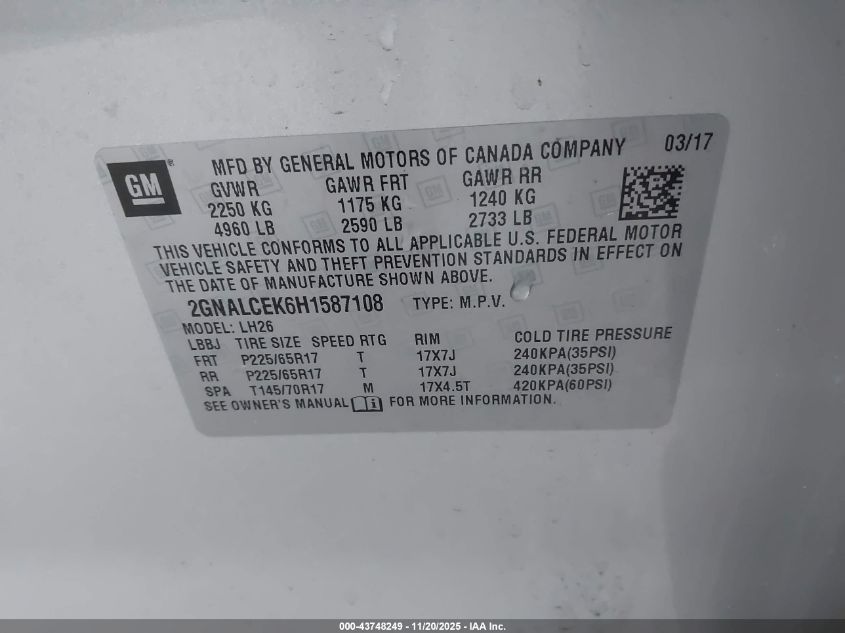 GM ®
MFD BY GENERAL MOTORS OF CANADA COMPANY 03/17
GVWR GAWR FRT GAWR RR
2250 KG 1175 KG 1240 KG
4960 LB 2590 LB 2733 LB
THIS VEHICLE CONFORMS TO ALL APPLICABLE U.S. FEDERAL MOTOR
VEHICLE SAFETY AND THEFT PREVENTION STANDARDS IN EFFECT ON
THE DATE OF MANUFACTURE SHOWN ABOVE.
2GNALCEK6H1587108 TYPE: M.P.V.
MODEL: LH26
LBBJ TIRE SIZE SPEED RTG RIM COLD TIRE PRESSURE
FRT P225/65R17 T 17X7J 240KPA(35PSI)
RR P225/65R17 T 17X7J 240KPA(35PSI)
SPA T145/70R17 M 17X4.5T 420KPA(60PSI)
SEE OWNER'S MANUAL i FOR MORE INFORMATION.
000-43748249 - 11/20/2025 - IAA Inc.